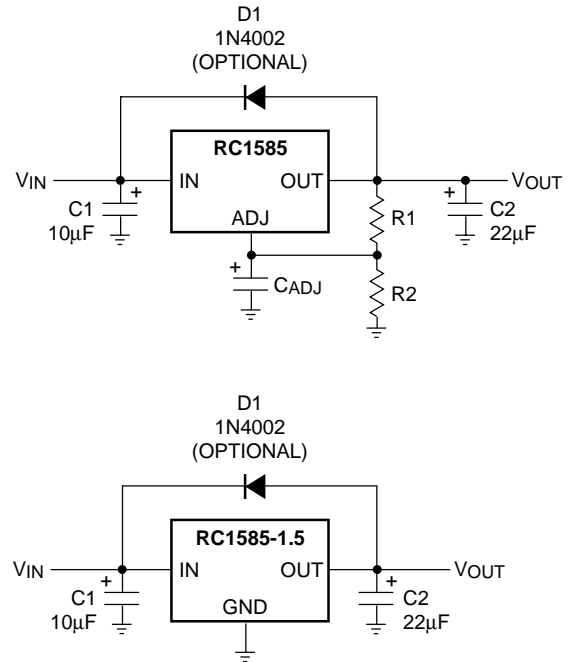 D1
1N4002
(OPTIONAL)
RC1585
VIN
IN
OUT
VOUT
+
C1
10μF
ADJ
R1
+
C2
22μF
+
CADJ
R2
D1
1N4002
(OPTIONAL)
RC1585-1.5
VIN
IN
OUT
VOUT
+
C1
10μF
GND
+
C2
22μF